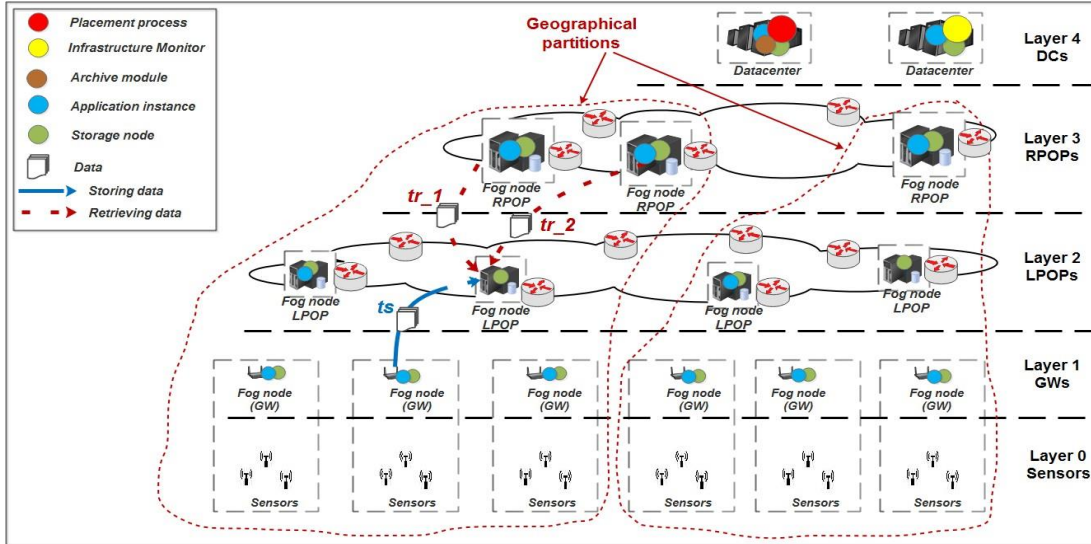 Placement process
Infrastructure Monitor
Archive module
Application instance
Storage node
Data
Storing data
Retrieving data
Geographical
partitions
Datacenter
Datacenter
Layer 4
DCs
Fog node
RPOP
Fog node
RPOP
Fog node
RPOP
Layer 3
RPOPs
tr_1
tr_2
Fog node
LPOP
Fog node
LPOP
Fog node
LPOP
Fog node
LPOP
Layer 2
LPOPs
ts
Fog node
(GW)
Fog node
(GW)
Fog node
(GW)
Fog node
(GW)
Fog node
(GW)
Fog node
(GW)
Layer 1
GWs
Sensors
Sensors
Sensors
Sensors
Sensors
Sensors
Layer 0
Sensors